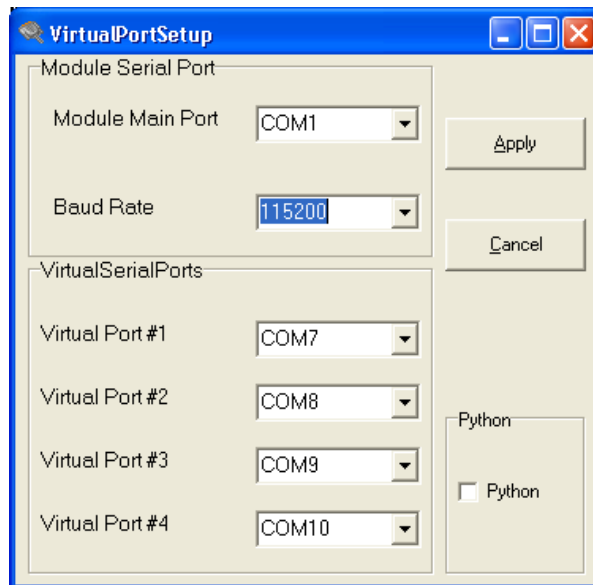 VirtualPortSetup
Module Serial Port
Module Main Port COM1
Apply
Baud Rate 115200
Cancel
VirtualSerialPorts
Virtual Port #1 COM7
Virtual Port #2 COM8
Virtual Port #3 COM9
Virtual Port #4 COM10
Python
Python